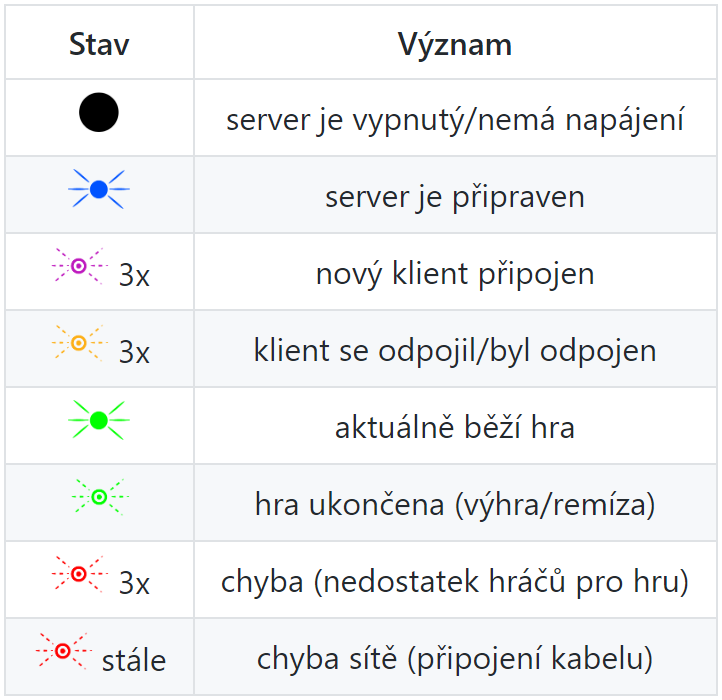 Stav Význam
server je vypnutý/nemá napájení
server je připraven
3x nový klient připojen
3x klient se odpojil/byl odpojen
aktuálně běží hra
hra ukončena (výhra/remíza)
3x chyba (nedostatek hráčů pro hru)
stále chyba sítě (připojení kabelu)